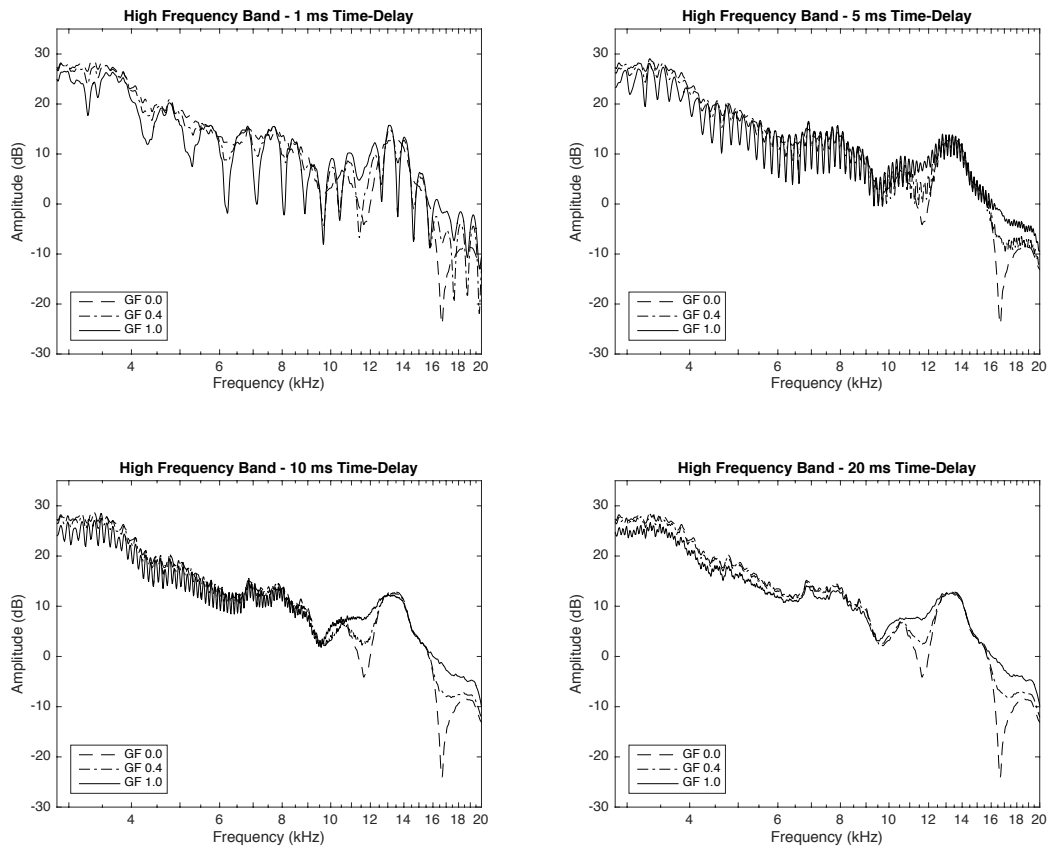 High Frequency Band - 1 ms Time-Delay
30
20
10
0
-10
-20
-30
Amplitude (dB)
GF 0.0
GF 0.4
GF 1.0
4 6 8 10 12 14 16 18 20
Frequency (kHz)
High Frequency Band - 5 ms Time-Delay
30
20
10
0
-10
-20
-30
Amplitude (dB)
GF 0.0
GF 0.4
GF 1.0
4 6 8 10 12 14 16 18 20
Frequency (kHz)
High Frequency Band - 10 ms Time-Delay
30
20
10
0
-10
-20
-30
Amplitude (dB)
GF 0.0
GF 0.4
GF 1.0
4 6 8 10 12 14 16 18 20
Frequency (kHz)
High Frequency Band - 20 ms Time-Delay
30
20
10
0
-10
-20
-30
Amplitude (dB)
GF 0.0
GF 0.4
GF 1.0
4 6 8 10 12 14 16 18 20
Frequency (kHz)